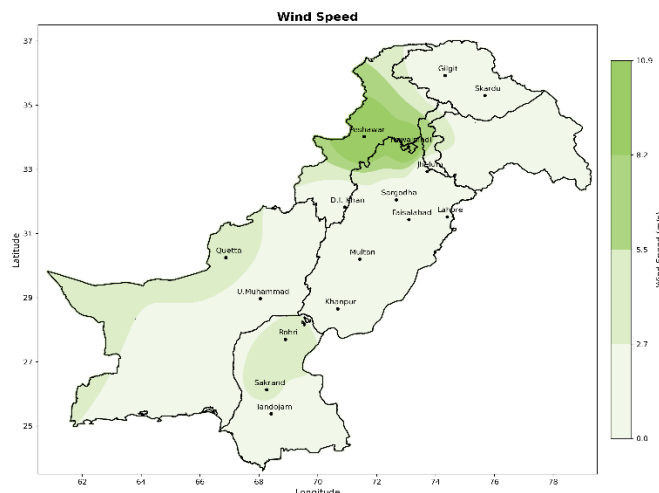 Wind Speed
37
35
33
31
29
27
25
Latitude
62
64
66
68
70
72
74
76
78
Longitude
Gilgit
Skardu
Peshawar
Jhelum
D.I. Khan
Sargodha
Faisalabad
Lahore
Quetta
Multan
U.Muhammad
Khanpur
Rohri
Sakrand
Tandojam
10.9
8.2
5.5
2.7
0.0